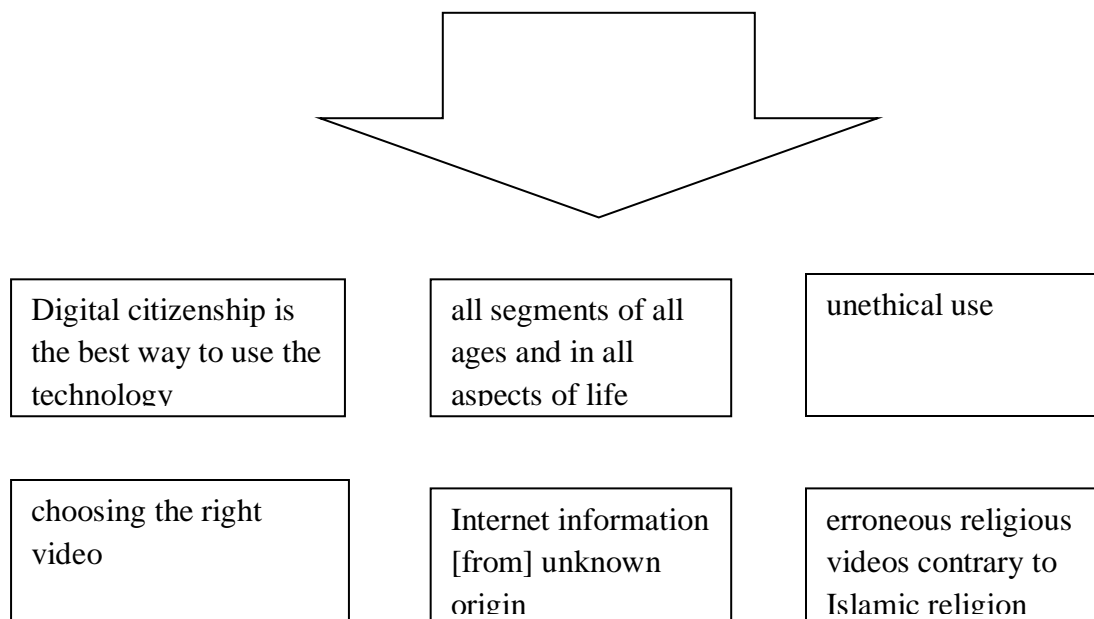 Digital citizenship is
the best way to use the
technology
all segments of all
ages and in all
aspects of life
unethical use
choosing the right
video
Internet information
[from] unknown
origin
erroneous religious
videos contrary to
Islamic religion